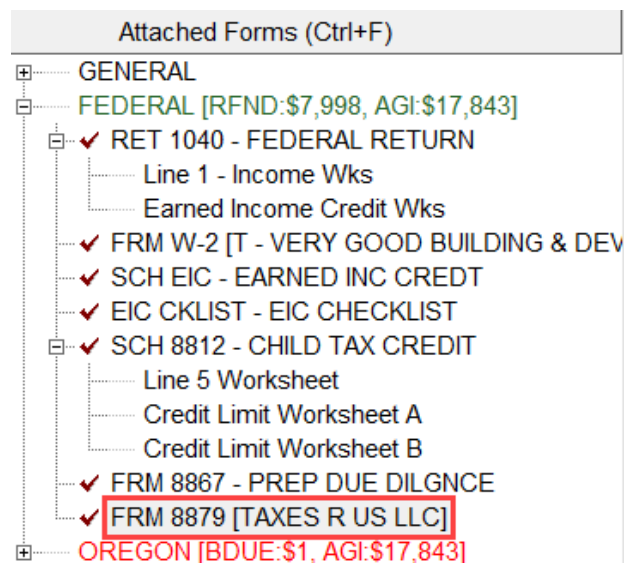 Attached Forms (Ctrl+F)
GENERAL
FEDERAL [RFND:$7,998, AGI:$17,843]
RET 1040 - FEDERAL RETURN
Line 1 - Income Wks
Earned Income Credit Wks
FRM W-2 [T - VERY GOOD BUILDING & DEV
SCH EIC - EARNED INC CREDT
EIC CKLIST - EIC CHECKLIST
SCH 8812 - CHILD TAX CREDIT
Line 5 Worksheet
Credit Limit Worksheet A
Credit Limit Worksheet B
FRM 8867 - PREP DUE DILGNCE
FRM 8879 [TAXES R US LLC]
OREGON [BDUE:$1, AGI:$17,843]